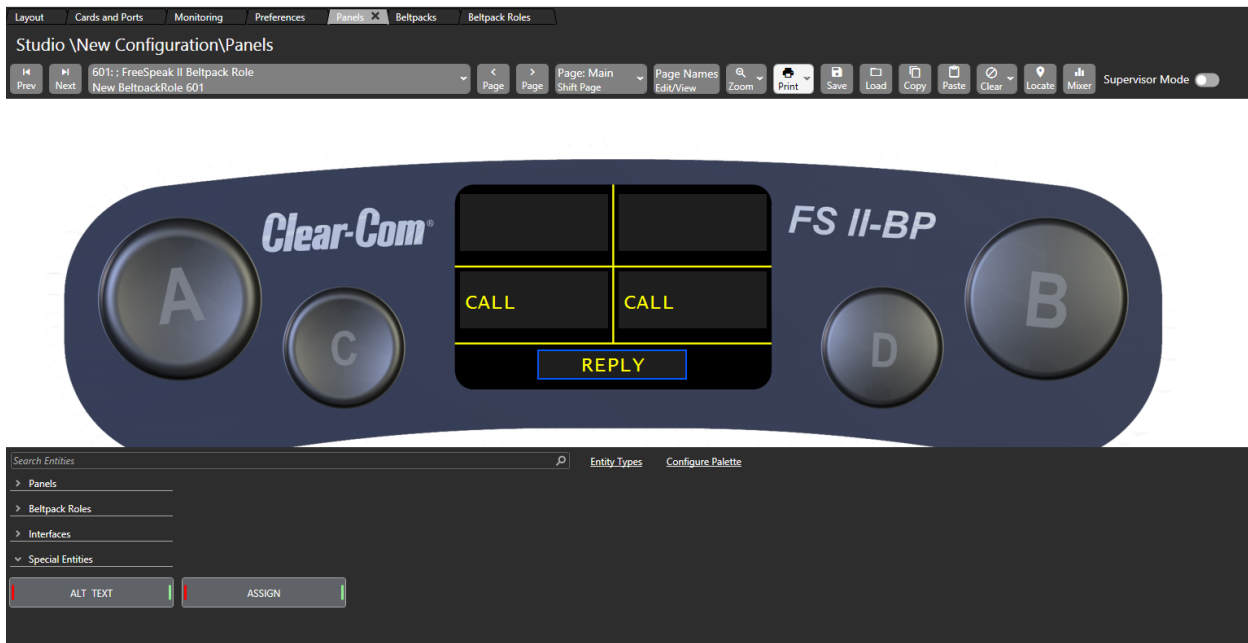 Layout Cards and Ports Monitoring Preferences Panels Beltpacks Beltpack Roles
Studio \New Configuration\Panels
Prev Next 601: ; FreeSpeak II Beltpack Role
New BeltpackRole 601
Page Page Page: Main
Shift Page
Page Names
Edit/View
Zoom Print Save Load Copy Paste Clear Locate Mixer Supervisor Mode
Clear-Com® FS II-BP
A B
C D
CALL CALL
REPLY
Search Entities Entity Types Configure Palette
Panels
Beltpack Roles
Interfaces
Special Entities
ALT TEXT ASSIGN